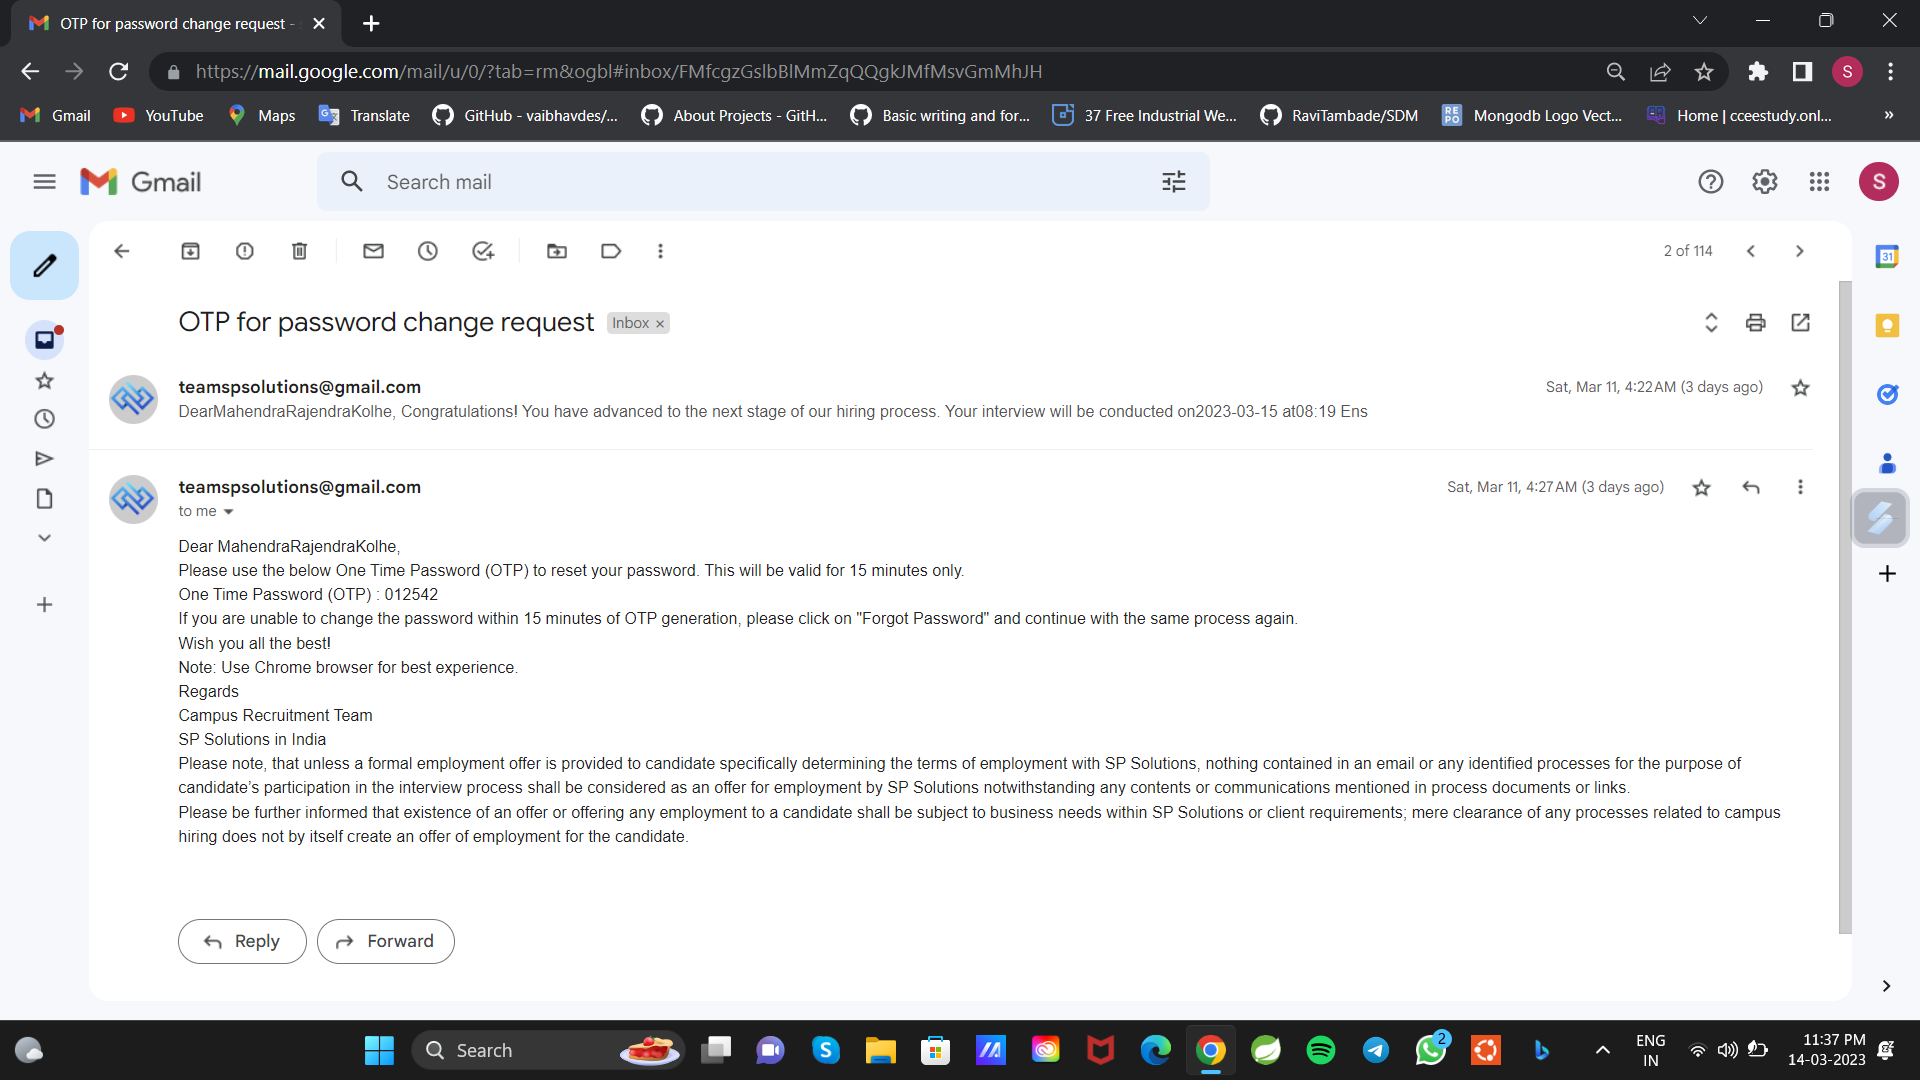 OTP for password change request -
https://mail.google.com/mail/u/0/?tab=rm&ogbl#inbox/FMfcgzGslbBlMmZqQQgkJMfMsvGmMhJH
S
Gmail
YouTube
Maps
Translate
GitHub - vaibhavdes/...
About Projects - GitH...
Basic writing and for...
37 Free Industrial We...
RaviTambade/SDM
RE
PO
Mongodb Logo Vect...
Home | cceestudy.onl...
»
Gmail
Search mail
S
2 of 114
31
OTP for password change request
Inbox ×
teamspsolutions@gmail.com
Sat, Mar 11, 4:22 AM (3 days ago)
DearMahendraRajendraKolhe, Congratulations! You have advanced to the next stage of our hiring process. Your interview will be conducted on2023-03-15 at08:19 Ens
teamspsolutions@gmail.com
Sat, Mar 11, 4:27 AM (3 days ago)
to me
Dear MahendraRajendraKolhe,
Please use the below One Time Password (OTP) to reset your password. This will be valid for 15 minutes only.
One Time Password (OTP) : 012542
If you are unable to change the password within 15 minutes of OTP generation, please click on "Forgot Password" and continue with the same process again.
Wish you all the best!
Note: Use Chrome browser for best experience.
Regards
Campus Recruitment Team
SP Solutions in India
Please note, that unless a formal employment offer is provided to candidate specifically determining the terms of employment with SP Solutions, nothing contained in an email or any identified processes for the purpose of
candidate’s participation in the interview process shall be considered as an offer for employment by SP Solutions notwithstanding any contents or communications mentioned in process documents or links.
Please be further informed that existence of an offer or offering any employment to a candidate shall be subject to business needs within SP Solutions or client requirements; mere clearance of any processes related to campus
hiring does not by itself create an offer of employment for the candidate.
Reply
Forward
Search
2
ENG
IN
11:37 PM
14-03-2023